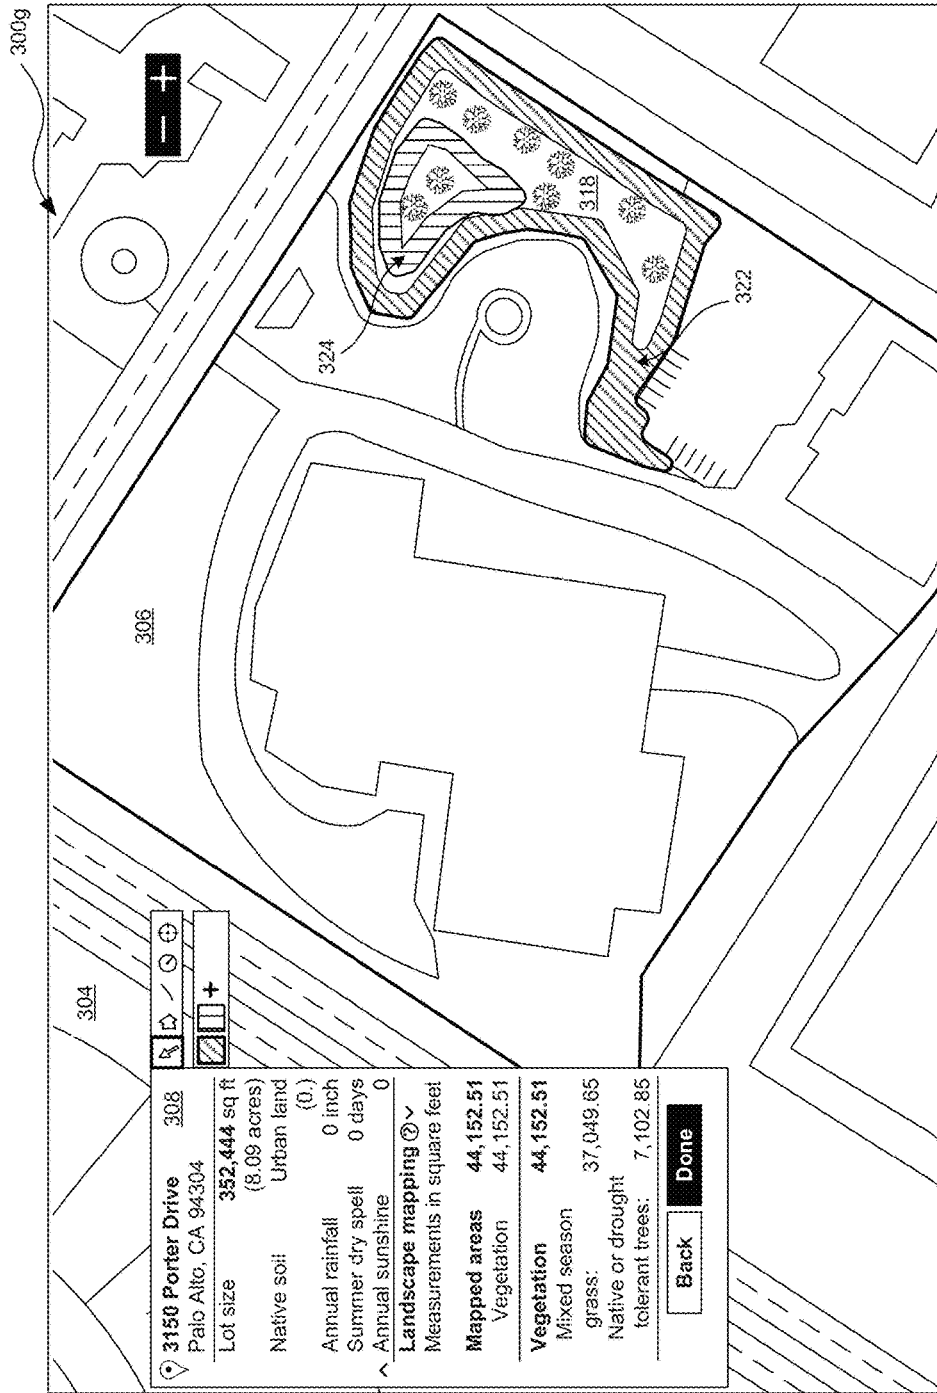 300g
304
306
318
322
324
3150 Porter Drive 308
Palo Alto, CA 94304
Lot size 352,444 sq ft
(8.09 acres)
Native soil Urban land
(0.)
Annual rainfall 0 inch
Summer dry spell 0 days
Annual sunshine 0
Landscape mapping ?
Measurements in square feet
Mapped areas 44,152.51
Vegetation 44,152.51
Vegetation 44,152.51
Mixed season
grass: 37,049.65
Native or drought
tolerant trees: 7,102.85
Back Done